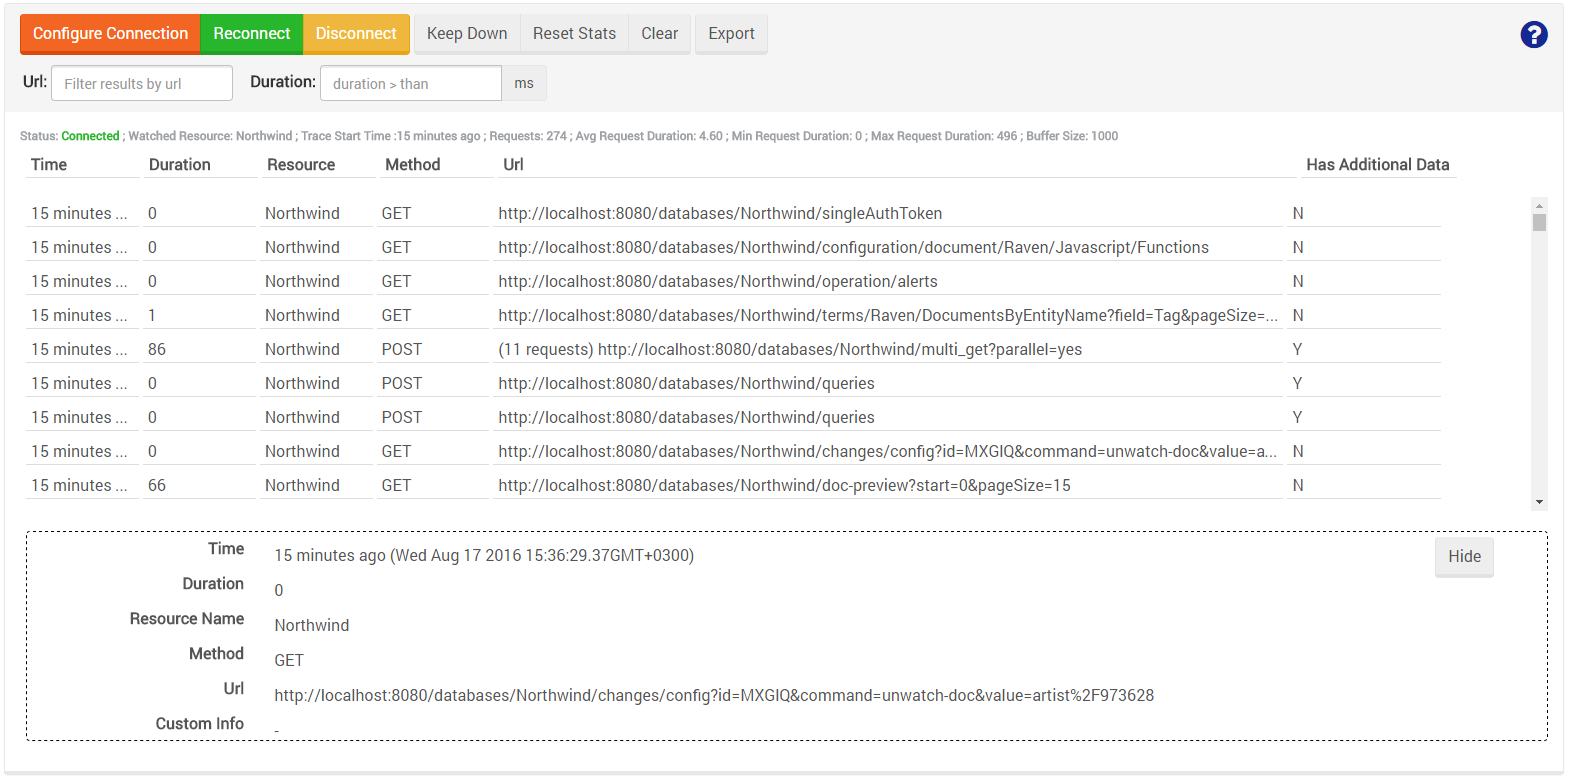 Configure Connection Reconnect Disconnect Keep Down Reset Stats Clear Export ?
Url: Filter results by url Duration: duration > than ms
Status: Connected ; Watched Resource: Northwind ; Trace Start Time :15 minutes ago ; Requests: 274 ; Avg Request Duration: 4.60 ; Min Request Duration: 0 ; Max Request Duration: 496 ; Buffer Size: 1000
Time Duration Resource Method Url Has Additional Data
15 minutes ... 0 Northwind GET http://localhost:8080/databases/Northwind/singleAuthToken N
15 minutes ... 0 Northwind GET http://localhost:8080/databases/Northwind/configuration/document/Raven/Javascript/Functions N
15 minutes ... 0 Northwind GET http://localhost:8080/databases/Northwind/operation/alerts N
15 minutes ... 1 Northwind GET http://localhost:8080/databases/Northwind/terms/Raven/DocumentsByEntityName?field=Tag&pageSize=... N
15 minutes ... 86 Northwind POST (11 requests) http://localhost:8080/databases/Northwind/multi_get?parallel=yes Y
15 minutes ... 0 Northwind POST http://localhost:8080/databases/Northwind/queries Y
15 minutes ... 0 Northwind POST http://localhost:8080/databases/Northwind/queries Y
15 minutes ... 0 Northwind GET http://localhost:8080/databases/Northwind/changes/config?id=MXGIQ&command=unwatch-doc&value=a... N
15 minutes ... 66 Northwind GET http://localhost:8080/databases/Northwind/doc-preview?start=0&pageSize=15 N
Time 15 minutes ago (Wed Aug 17 2016 15:36:29.37GMT+0300) Hide
Duration 0
Resource Name Northwind
Method GET
Url http://localhost:8080/databases/Northwind/changes/config?id=MXGIQ&command=unwatch-doc&value=artist%2F973628
Custom Info -